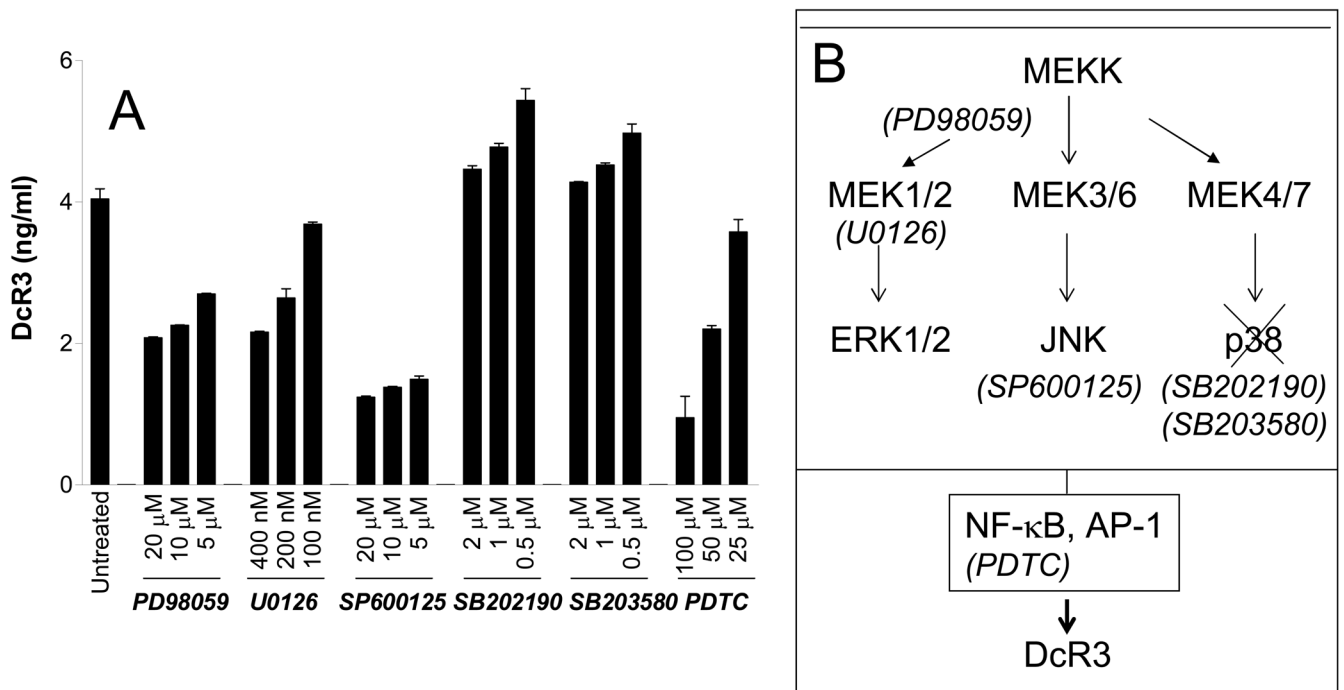 A
DcR3 (ng/ml)
6
4
2
0
Untreated
20 μM
10 μM
5 μM
400 nM
200 nM
100 nM
20 μM
10 μM
5 μM
2 μM
1 μM
0.5 μM
2 μM
1 μM
0.5 μM
100 μM
50 μM
25 μM
PD98059
U0126
SP600125
SB202190
SB203580
PDTC
B
MEKK
(PD98059)
MEK1/2
MEK3/6
MEK4/7
(U0126)
ERK1/2
JNK
p38
(SP600125)
(SB202190)
(SB203580)
NF-κB, AP-1
(PDTC)
DcR3